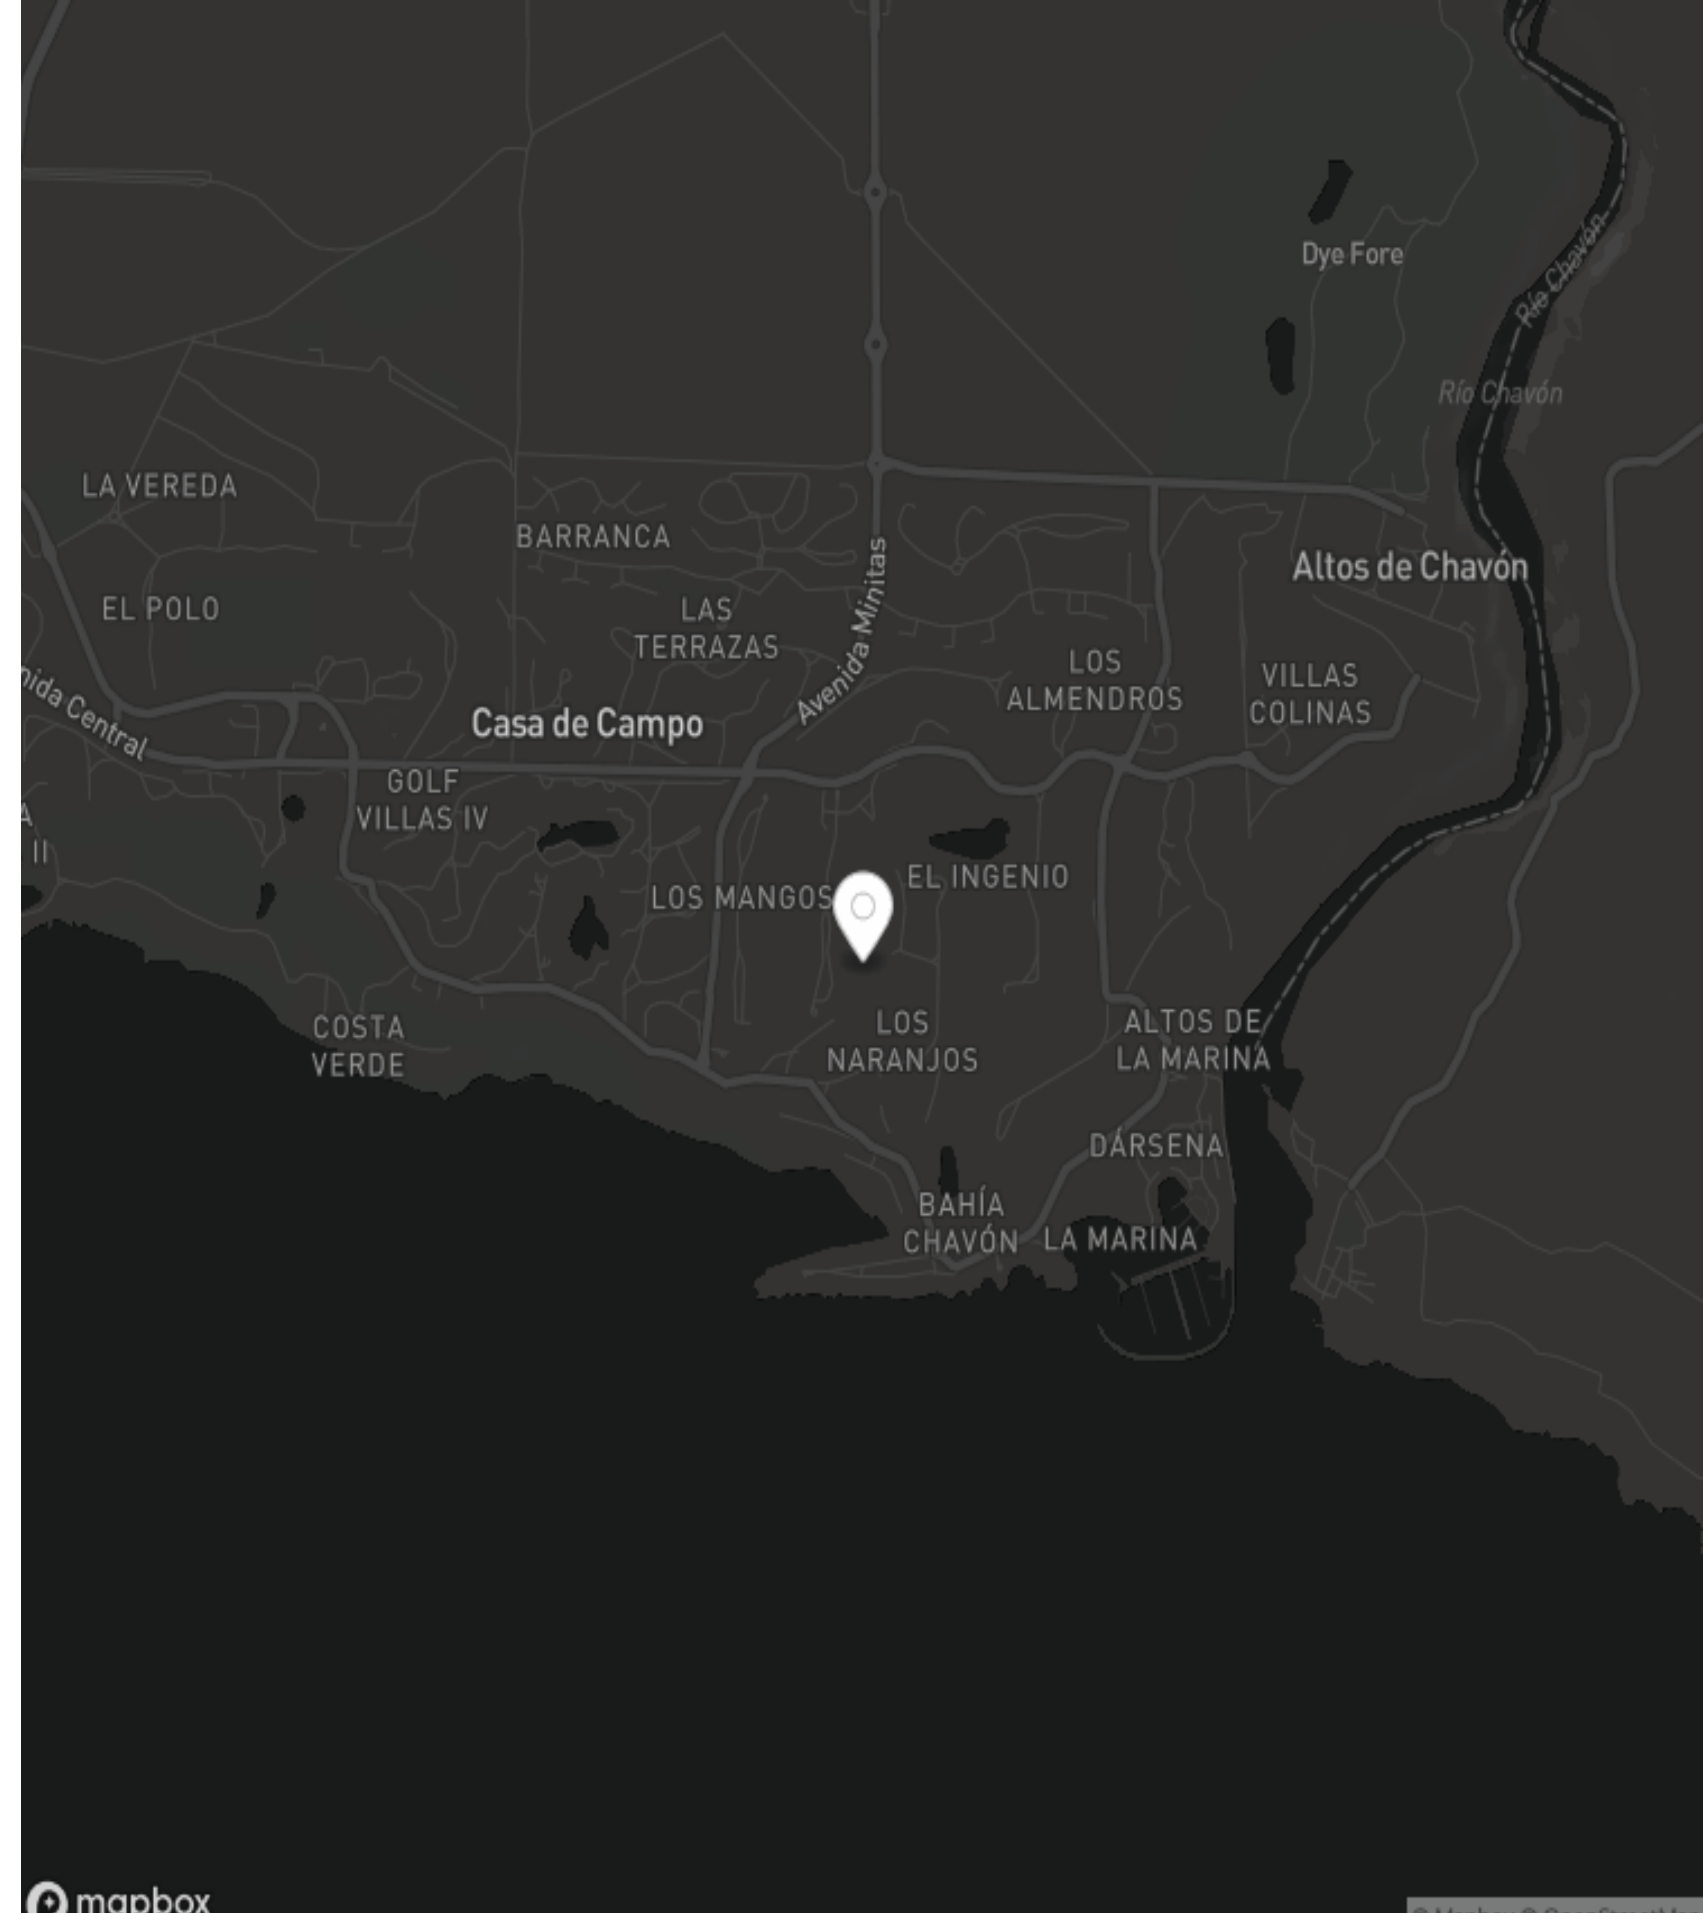 Dye Fore
Río Chavón
Río Chavón
LA VEREDA
BARRANCA
Altos de Chavón
EL POLO
LAS
TERRAZAS
Avenida Minitas
LOS
ALMENDROS
VILLAS
COLINAS
Central
Casa de Campo
GOLF
VILLAS IV
II
LOS MANGOS
EL INGENIO
COSTA
VERDE
LOS
NARANJOS
ALTOS DE
LA MARINA
DÁRSENA
BAHÍA
CHAVÓN
LA MARINA
mapbox